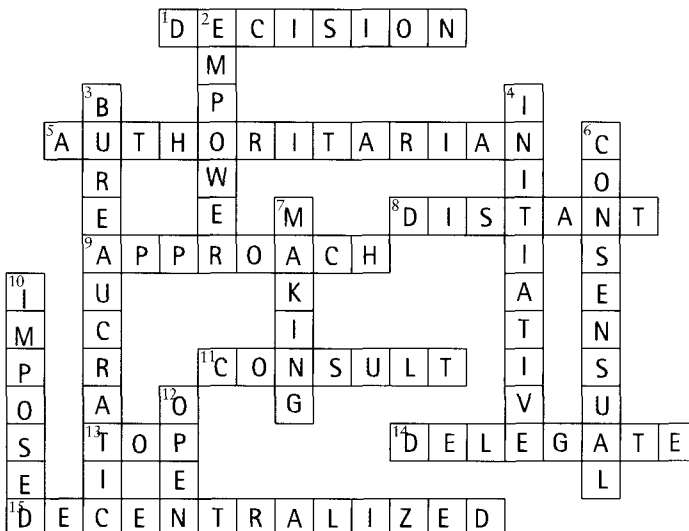 1D 2E C I S I O N
M
3B P 4I
5A U T H O R I T A R I A N 6C
R W I O
E E 7M 8D I S T A N T
9A P P R O A C H I S
10I U K A E
M C I T N
P R 11C O N S U L T I S
O A 12O G V U
S 13T O P 14D E L E G A T E
E I E L
15D E C E N T R A L I Z E D